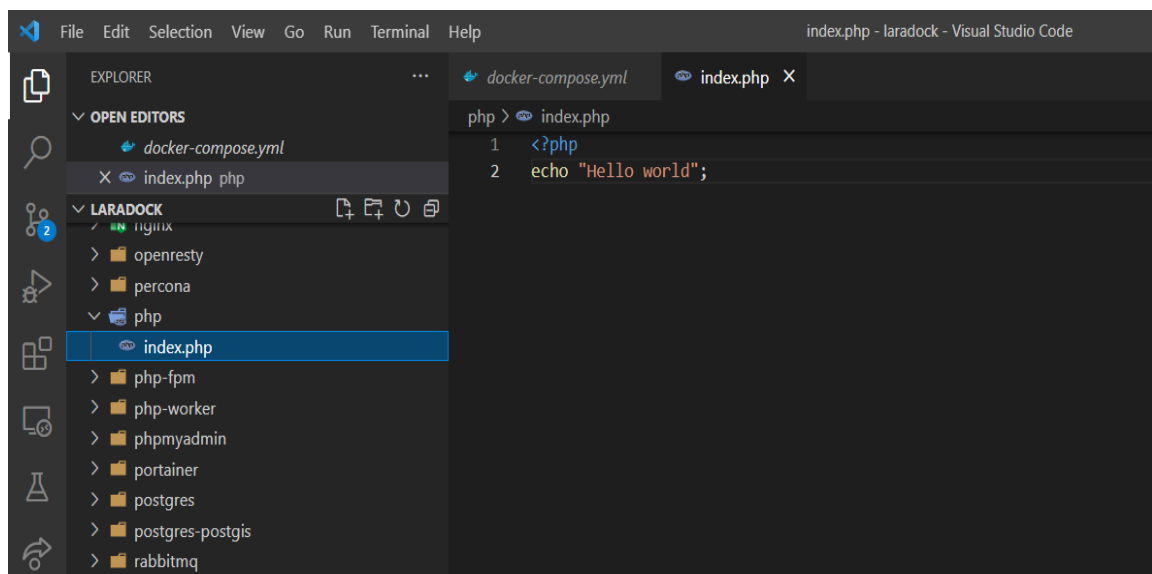 File Edit Selection View Go Run Terminal Help index.php - laradock - Visual Studio Code
EXPLORER
OPEN EDITORS
docker-compose.yml
index.php php
LARADOCK
nginx
openresty
percona
php
index.php
php-fpm
php-worker
phpmyadmin
portainer
postgres
postgres-postgis
rabbitmq
2
docker-compose.yml index.php
php > index.php
1 <?php
2 echo "Hello world";